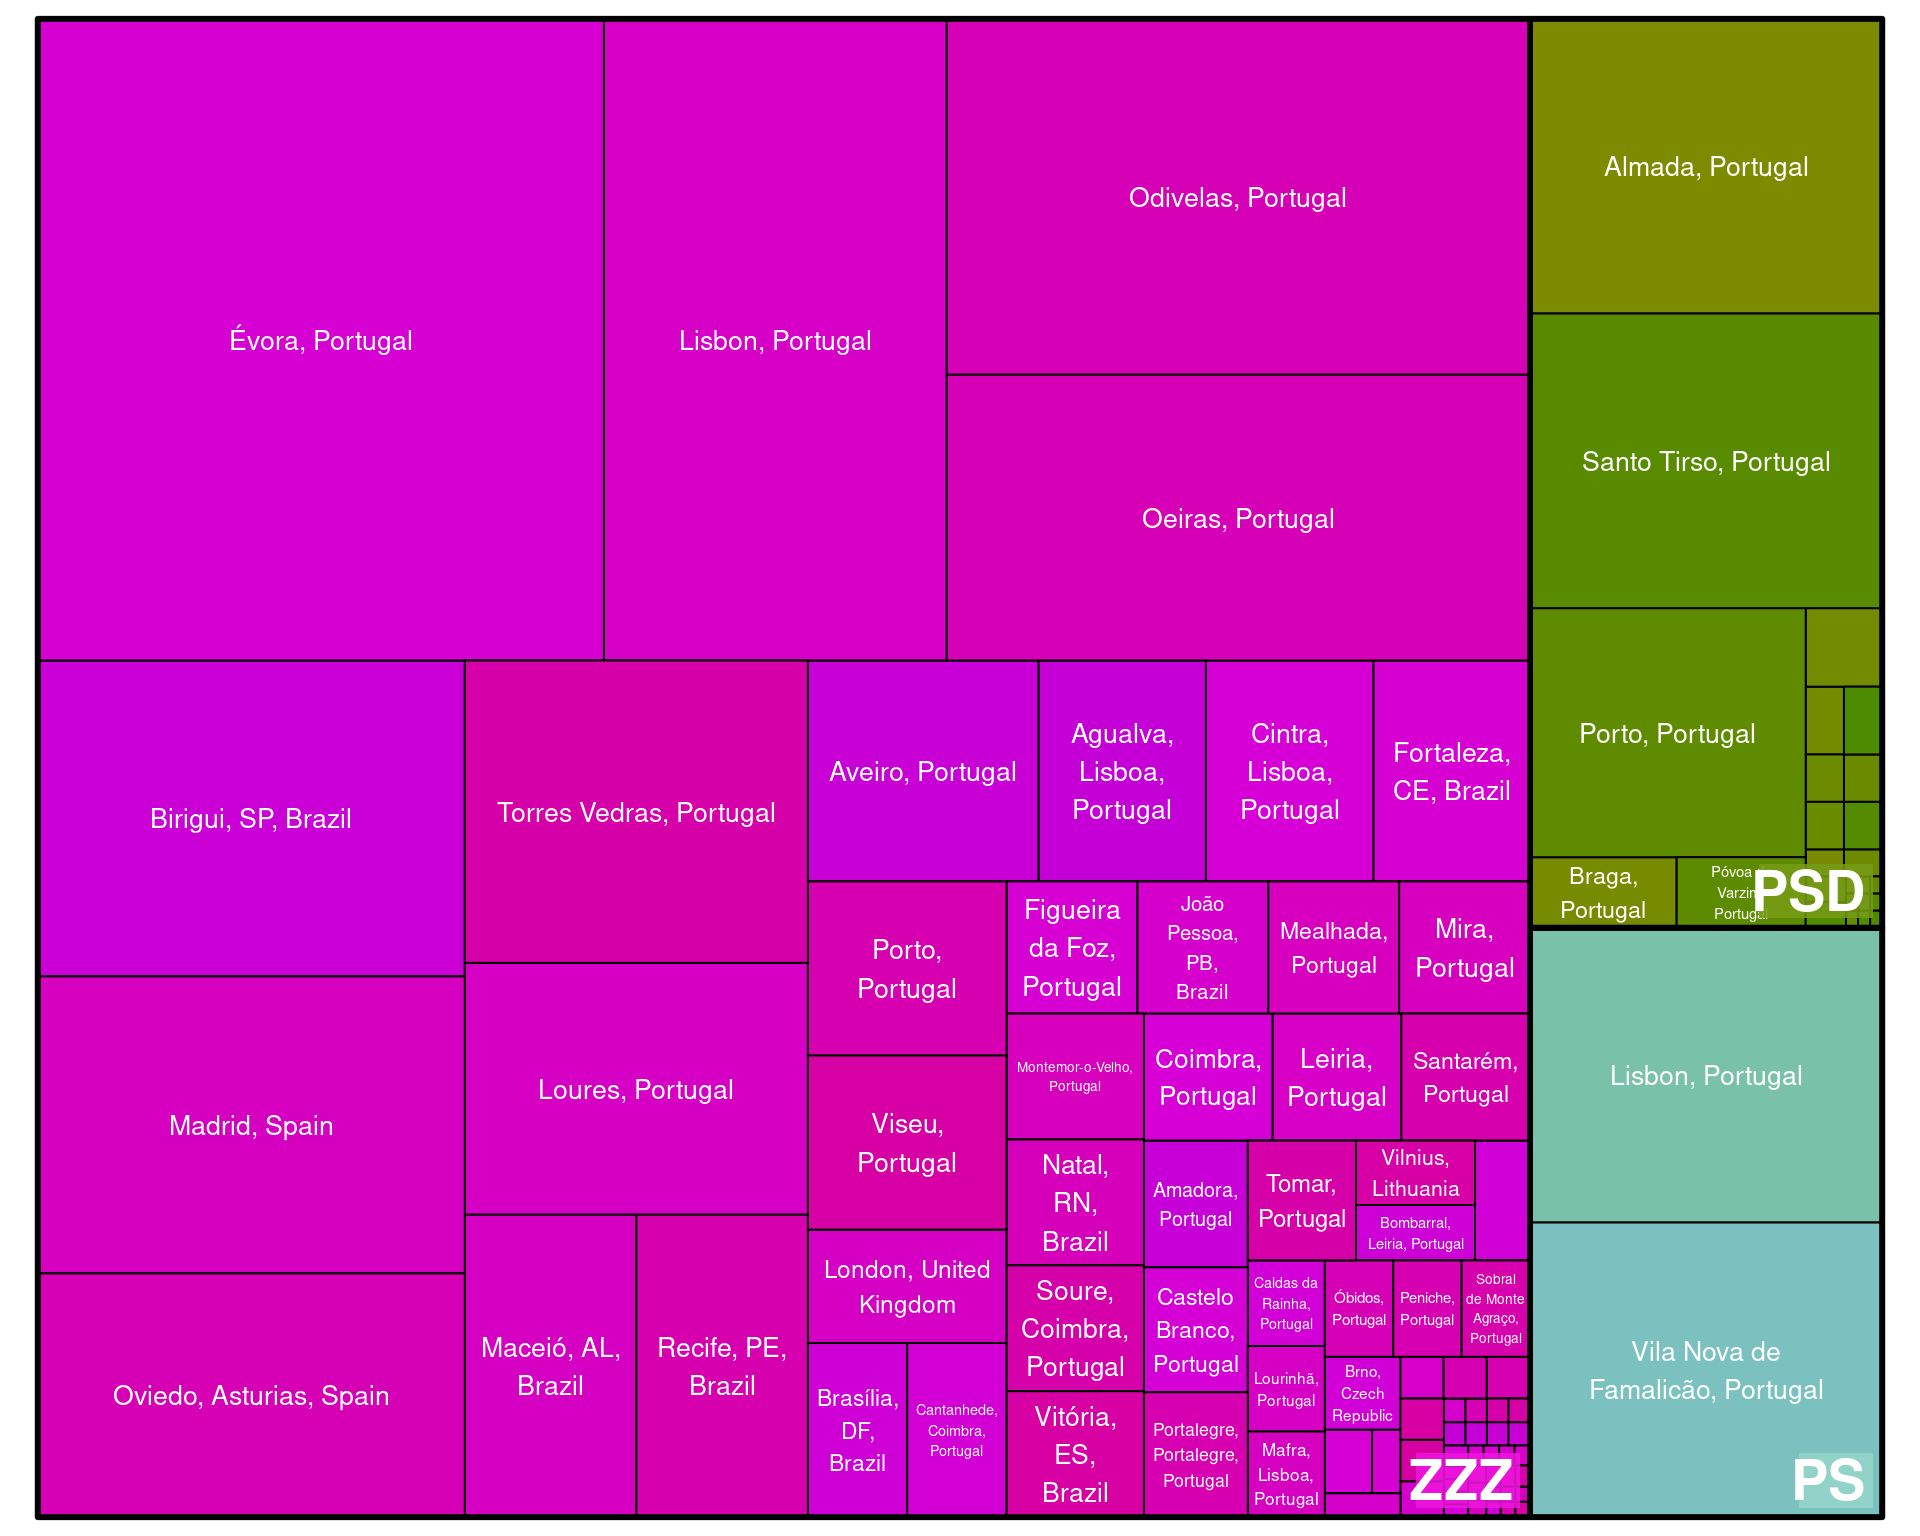 Évora, Portugal
Lisbon, Portugal
Odivelas, Portugal
Oeiras, Portugal
Birigui, SP, Brazil
Madrid, Spain
Oviedo, Asturias, Spain
Torres Vedras, Portugal
Loures, Portugal
Maceió, AL,
Brazil
Recife, PE,
Brazil
Aveiro, Portugal
Agualva,
Lisboa,
Portugal
Cintra,
Lisboa,
Portugal
Fortaleza,
CE, Brazil
Porto,
Portugal
Viseu,
Portugal
London, United
Kingdom
Brasília,
DF,
Brazil
Cantanhede,
Coimbra,
Portugal
Figueira
da Foz,
Portugal
João
Pessoa,
PB,
Brazil
Mealhada,
Portugal
Mira,
Portugal
Montemor-o-Velho,
Portugal
Natal,
RN,
Brazil
Soure,
Coimbra,
Portugal
Vitória,
ES,
Brazil
Coimbra,
Portugal
Leiria,
Portugal
Santarém,
Portugal
Amadora,
Portugal
Castelo
Branco,
Portugal
Portalegre,
Portalegre,
Portugal
Tomar,
Portugal
Vilnius,
Lithuania
Bombarral,
Leiria, Portugal
Caldas da
Rainha,
Portugal
Lourinhã,
Portugal
Mafra,
Lisboa,
Portugal
Óbidos,
Portugal
Peniche,
Portugal
Sobral
de Monte
Agraço,
Portugal
Brno,
Czech
Republic
ZZZ
Almada, Portugal
Santo Tirso, Portugal
Porto, Portugal
Braga,
Portugal
Póvoa
Varzim
Portugal
PSD
Lisbon, Portugal
Vila Nova de
Famalicão, Portugal
PS